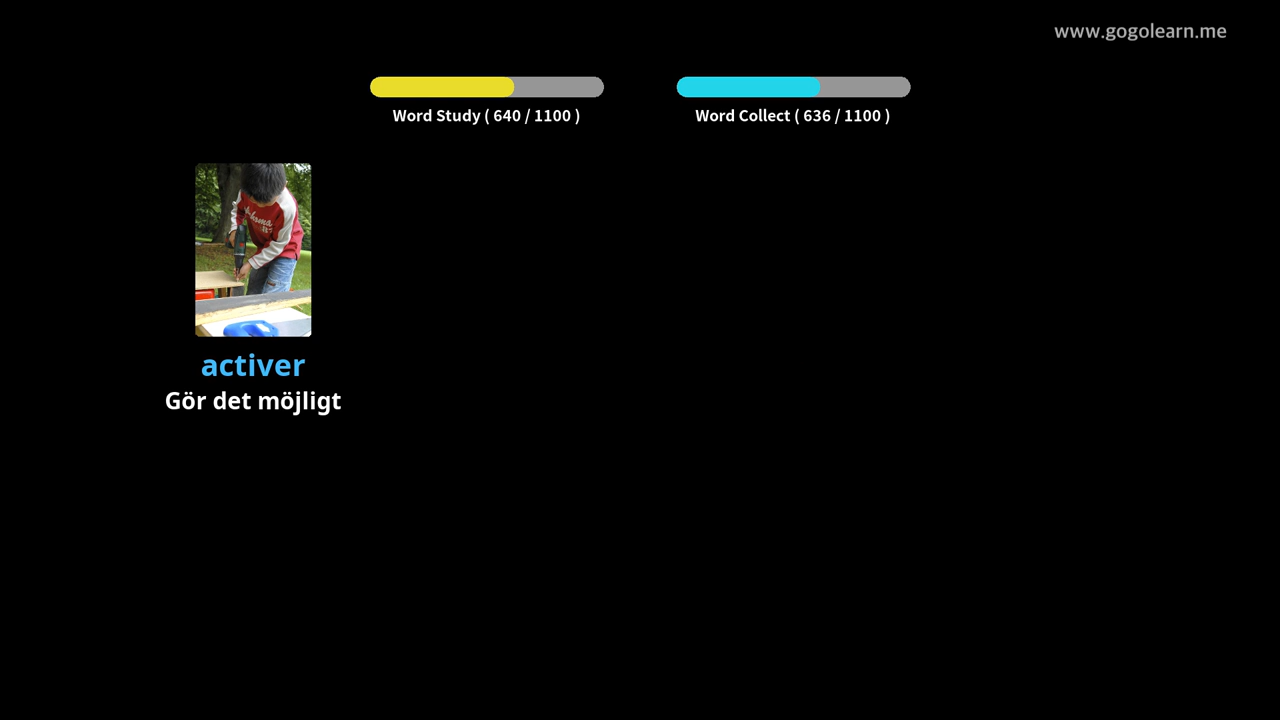 www.gogolearn.me
Word Study ( 640 / 1100 )
Word Collect ( 636 / 1100 )
activer
Gör det möjligt